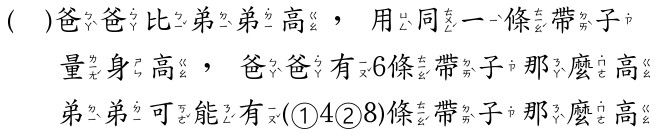 (　)爸爸比弟弟高，用同一條帶子
量身高，爸爸有6條帶子那麼高
弟弟可能有(①4②8)條帶子那麼高